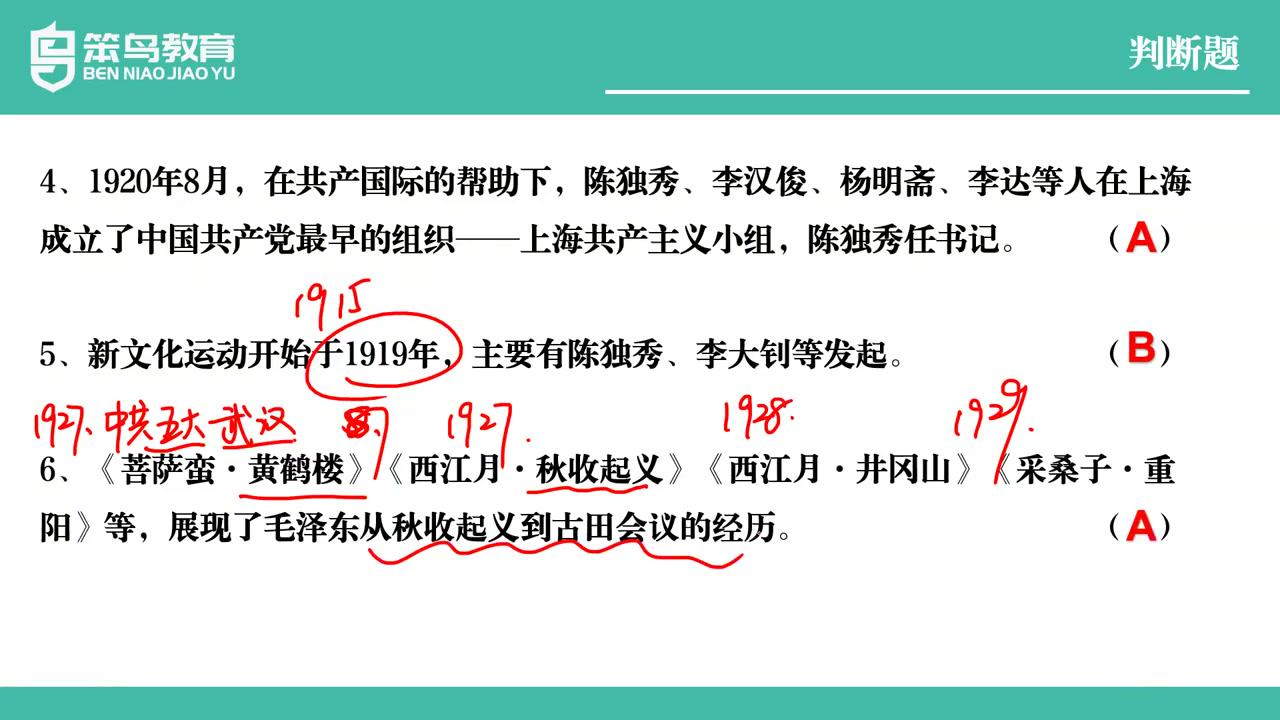 笨鸟教育
BEN NIAO JIAO YU
判断题
4、1920年8月，在共产国际的帮助下，陈独秀、李汉俊、杨明斋、李达等人在上海
成立了中国共产党最早的组织——上海共产主义小组，陈独秀任书记。 （A）
1915
5、新文化运动开始于1919年，主要有陈独秀、李大钊等发起。 （B）
1927. 中共五大 武汉 1927. 1928. 1929.
6、《菩萨蛮·黄鹤楼》《西江月·秋收起义》《西江月·井冈山》《采桑子·重
阳》等，展现了毛泽东从秋收起义到古田会议的经历。 （A）